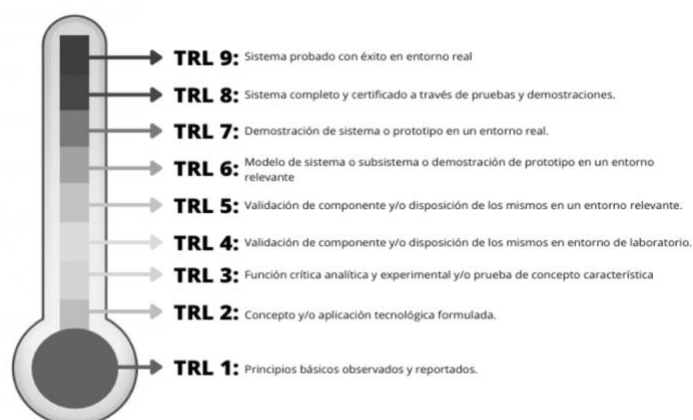 TRL 9: Sistema probado con éxito en entorno real
TRL 8: Sistema completo y certificado a través de pruebas y demostraciones.
TRL 7: Demostración de sistema o prototipo en un entorno real.
TRL 6: Modelo de sistema o subsistema o demostración de prototipo en un entorno
relevante
TRL 5: Validación de componente y/o disposición de los mismos en un entorno relevante.
TRL 4: Validación de componente y/o disposición de los mismos en entorno de laboratorio.
TRL 3: Función crítica analítica y experimental y/o prueba de concepto característica
TRL 2: Concepto y/o aplicación tecnológica formulada.
TRL 1: Principios básicos observados y reportados.